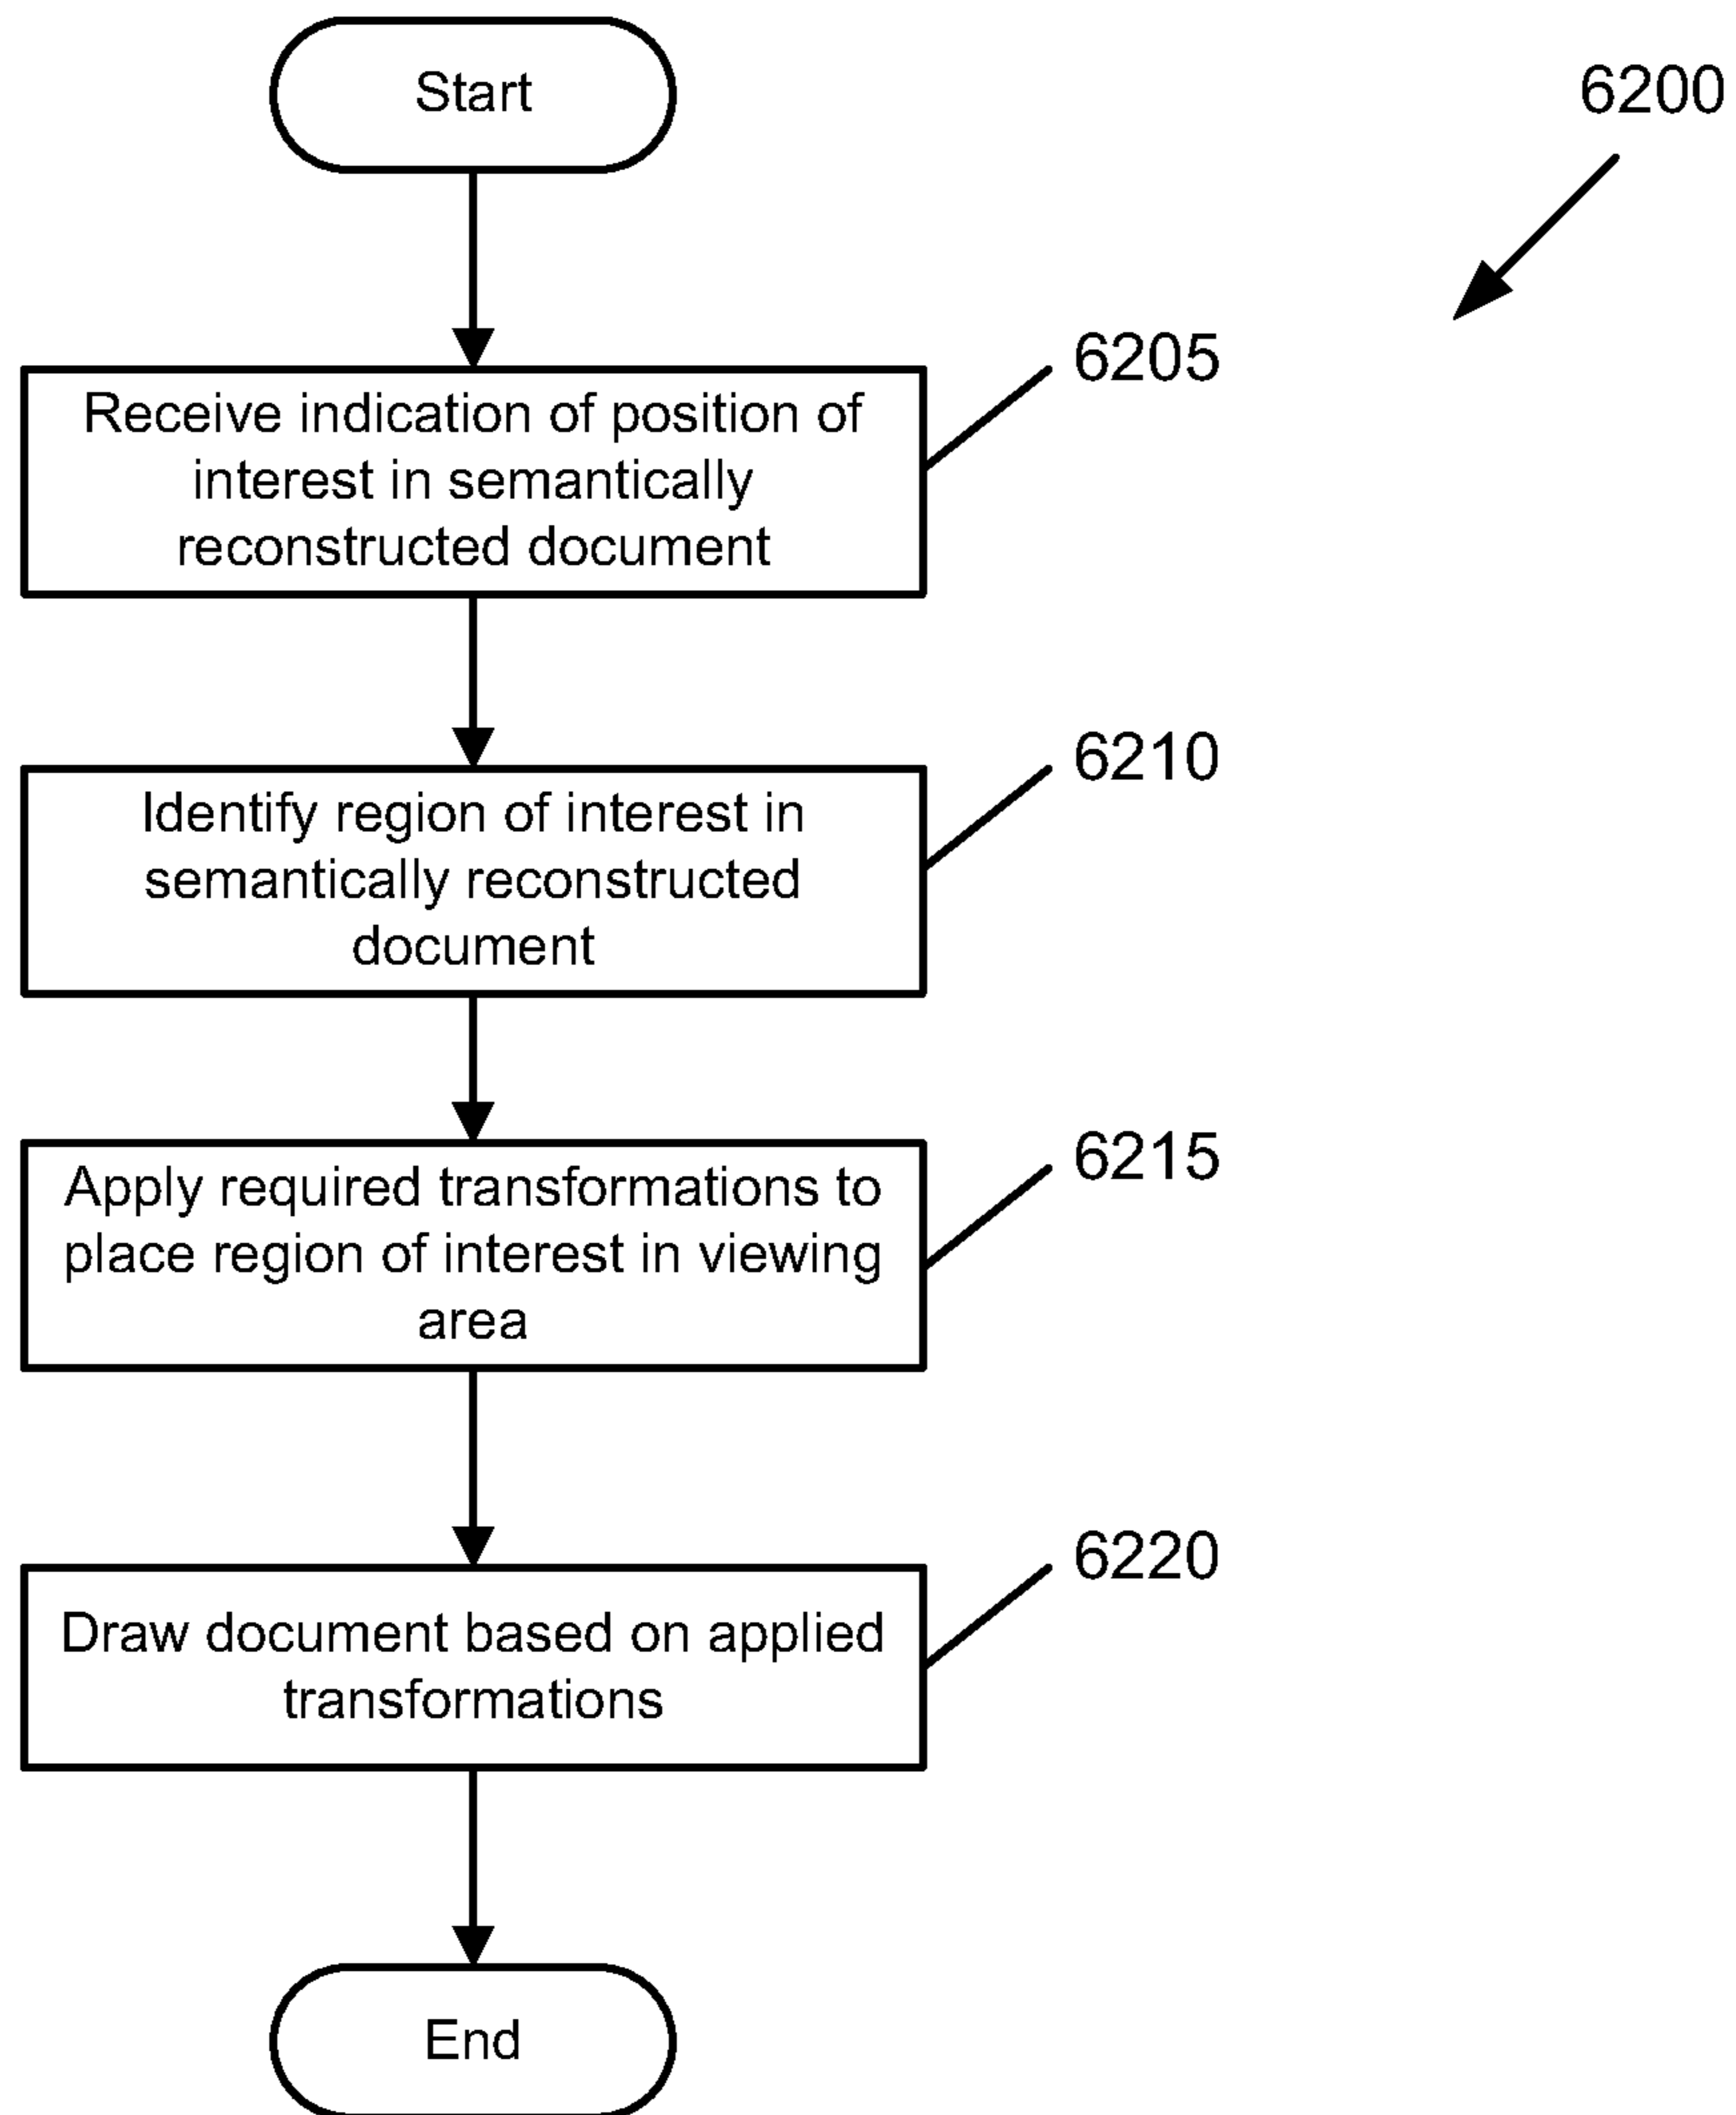 Start
6200
6205
Receive indication of position of
interest in semantically
reconstructed document
6210
Identify region of interest in
semantically reconstructed
document
6215
Apply required transformations to
place region of interest in viewing
area
6220
Draw document based on applied
transformations
End